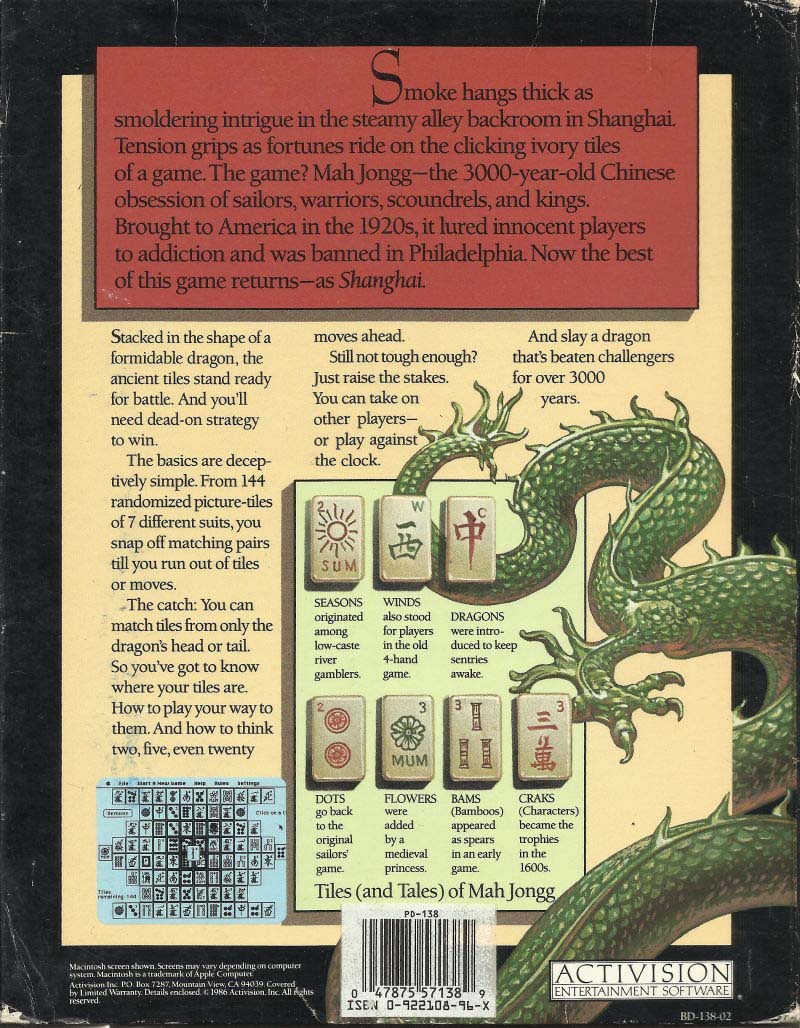 Smoke hangs thick as
smoldering intrigue in the steamy alley backroom in Shanghai.
Tension grips as fortunes ride on the clicking ivory tiles
of a game. The game? Mah Jongg—the 3000-year-old Chinese
obsession of sailors, warriors, scoundrels, and kings.
Brought to America in the 1920s, it lured innocent players
to addiction and was banned in Philadelphia. Now the best
of this game returns—as Shanghai.
Stacked in the shape of a
formidable dragon, the
ancient tiles stand ready
for battle. And you'll
need dead-on strategy
to win.
The basics are decep-
tively simple. From 144
randomized picture-tiles
of 7 different suits, you
snap off matching pairs
till you run out of tiles
or moves.
The catch: You can
match tiles from only the
dragon's head or tail.
So you've got to know
where your tiles are.
How to play your way to
them. And how to think
two, five, even twenty
moves ahead.
Still not tough enough?
Just raise the stakes.
You can take on
other players—
or play against
the clock.
And slay a dragon
that's beaten challengers
for over 3000
years.
2
SUM
W
西
C
中
SEASONS
originated
among
low-caste
river
gamblers.
WINDS
also stood
for players
in the old
4-hand
game.
DRAGONS
were intro-
duced to keep
sentries
awake.
2
3
MUM
3
3
三
萬
DOTS
go back
to the
original
sailors'
game.
FLOWERS
were
added
by a
medieval
princess.
BAMS
(Bamboos)
appeared
as spears
in an early
game.
CRAKS
(Characters)
became the
trophies
in the
1600s.
Tiles (and Tales) of Mah Jongg
File Start A New Game Help Rules Settings
Remove
Click on a t
Tiles
remaining: 144
Macintosh screen shown. Screens may vary depending on computer
system. Macintosh is a trademark of Apple Computer.
Activision Inc. P.O. Box 7287, Mountain View, CA 94039. Covered
by Limited Warranty. Details enclosed. © 1986 Activision, Inc. All rights
reserved.
PD-138
0 47875 57138 9
ISBN 0-922108-96-X
ACTIVISION
ENTERTAINMENT SOFTWARE
BD-138-02